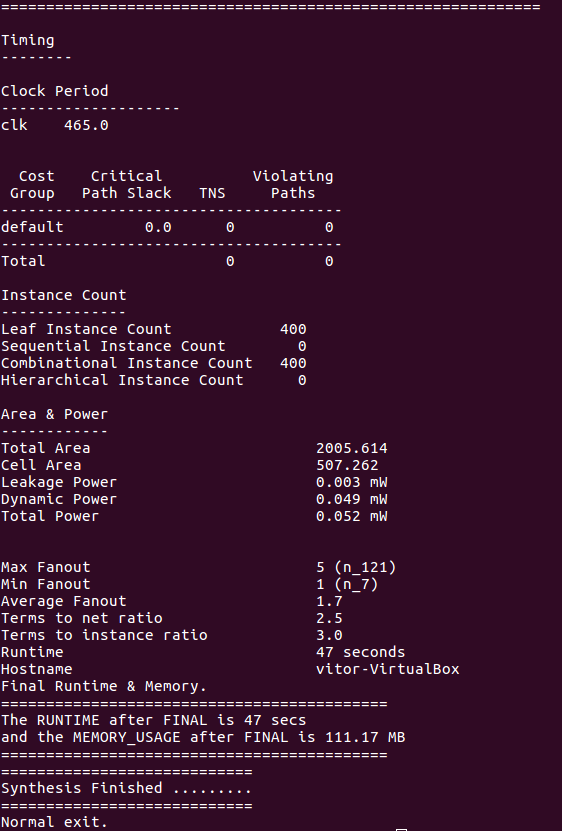 ============================================================
Timing
--------
Clock Period
--------------------
clk    465.0
  Cost    Critical          Violating
 Group   Path Slack   TNS     Paths
--------------------------------------
default         0.0      0          0
--------------------------------------
Total                    0          0
Instance Count
--------------
Leaf Instance Count            400
Sequential Instance Count        0
Combinational Instance Count   400
Hierarchical Instance Count      0
Area & Power
------------
Total Area                         2005.614
Cell Area                          507.262
Leakage Power                      0.003 mW
Dynamic Power                      0.049 mW
Total Power                        0.052 mW
Max Fanout                         5 (n_121)
Min Fanout                         1 (n_7)
Average Fanout                     1.7
Terms to net ratio                 2.5
Terms to instance ratio            3.0
Runtime                            47 seconds
Hostname                           vitor-VirtualBox
Final Runtime & Memory.
===========================================
The RUNTIME after FINAL is 47 secs
and the MEMORY_USAGE after FINAL is 111.17 MB
===========================================
============================
Synthesis Finished .........
============================
Normal exit.